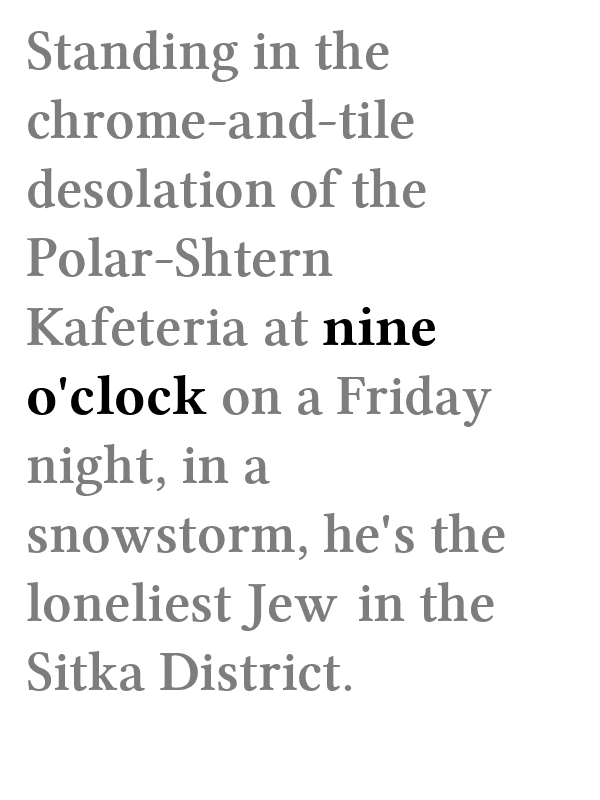 Standing in the
chrome-and-tile
desolation of the
Polar-Shtern
Kafeteria at nine
o'clock on a Friday
night, in a
snowstorm, he's the
loneliest Jew in the
Sitka District.